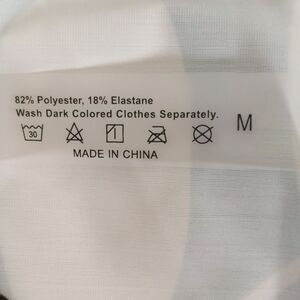 82% Polyester, 18% Elastane
Wash Dark Colored Clothes Separately.
30
M
MADE IN CHINA